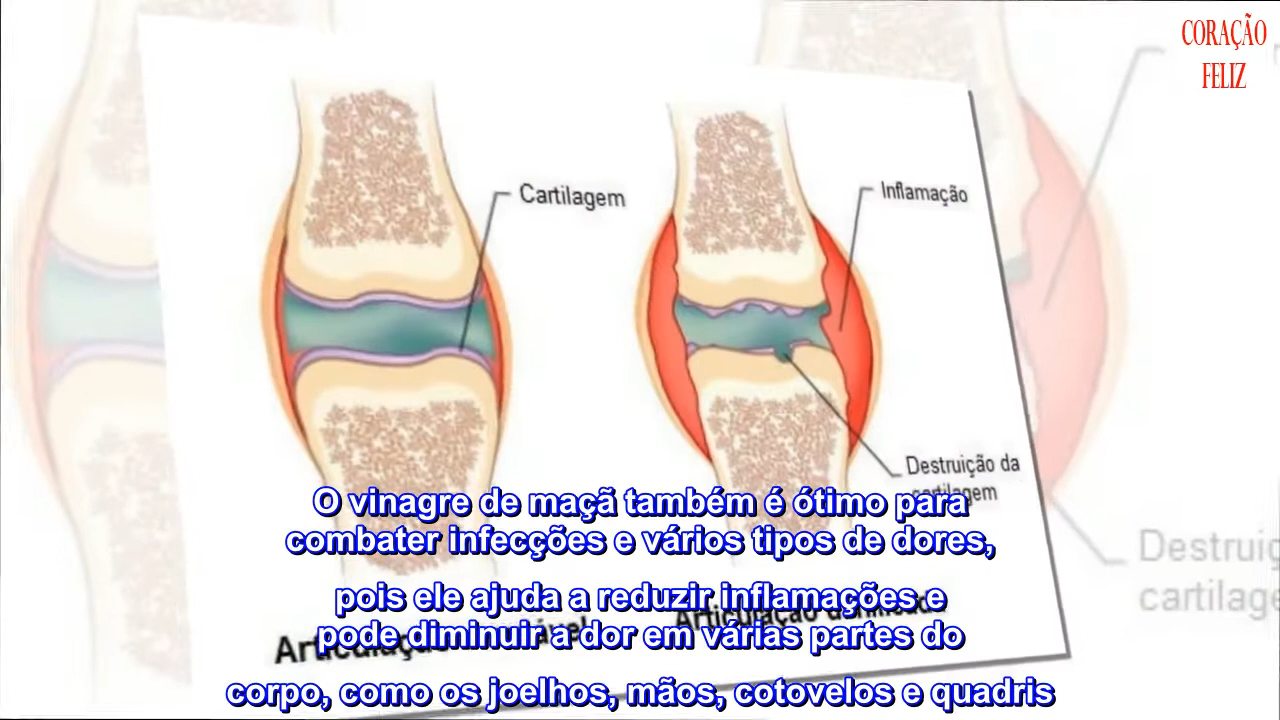 CORAÇÃO
FELIZ
Cartilagem
Inflamação
Destruição da
cartilagem
O vinagre de maçã também é ótimo para
combater infecções e vários tipos de dores,
pois ele ajuda a reduzir inflamações e
pode diminuir a dor em várias partes do
corpo, como os joelhos, mãos, cotovelos e quadris